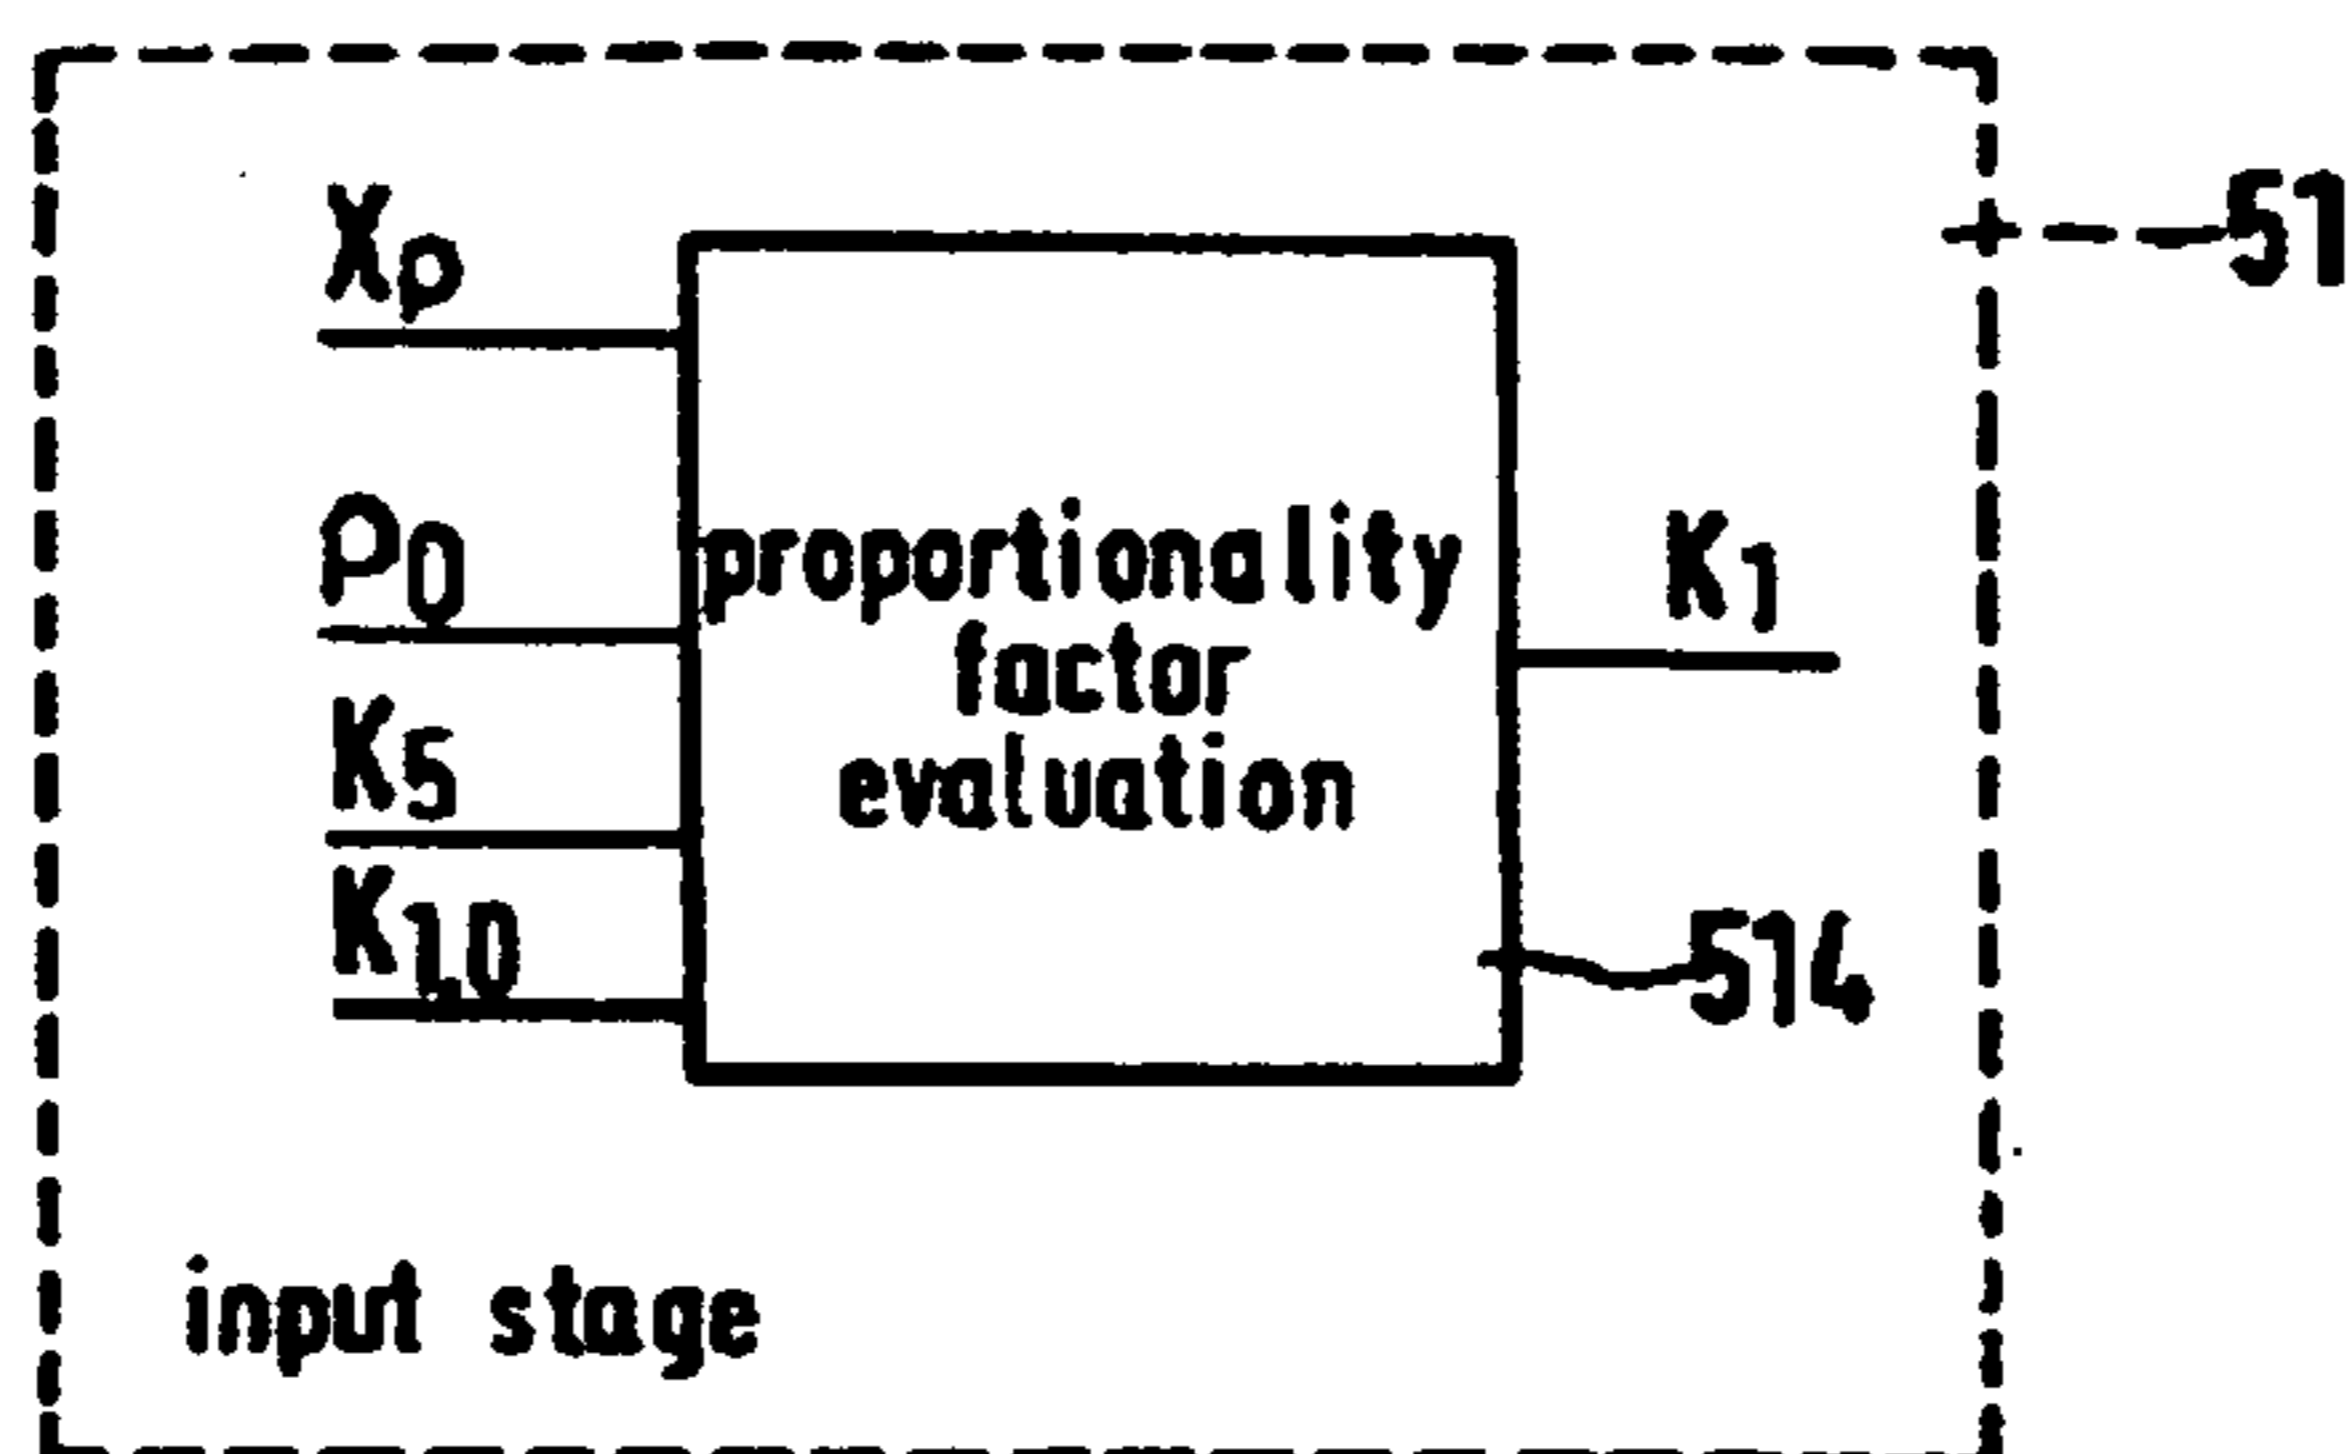 Xp
51
P0
proportionality
K1
factor
K5
evaluation
K10
514
input stage